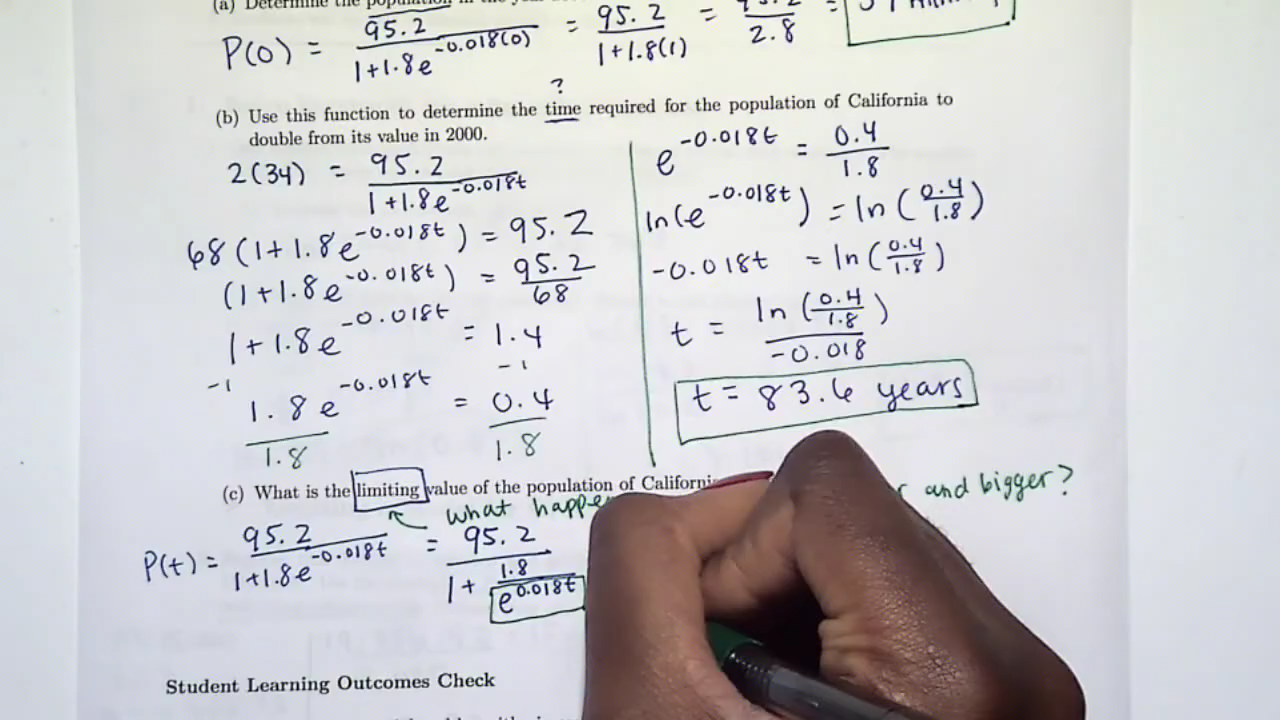 (a) Determine the population in the year
P(0) = 95.2 / 1+1.8e^-0.018(0) = 95.2 / 1+1.8(1) = 95.2 / 2.8 =
?
(b) Use this function to determine the time required for the population of California to
double from its value in 2000.
2(34) = 95.2 / 1+1.8e^-0.018t
68(1+1.8e^-0.018t) = 95.2
(1+1.8e^-0.018t) = 95.2 / 68
1+1.8e^-0.018t = 1.4
-1 -1
1.8e^-0.018t = 0.4
1.8 1.8
e^-0.018t = 0.4 / 1.8
ln(e^-0.018t) = ln(0.4 / 1.8)
-0.018t = ln(0.4 / 1.8)
t = ln(0.4 / 1.8) / -0.018
t = 83.6 years
(c) What is the limiting value of the population of
what and bigger?
P(t) = 95.2 / 1+1.8e^-0.018t = 95.2 / 1+ 1.8 / e^0.018t
Student Learning Outcomes Check